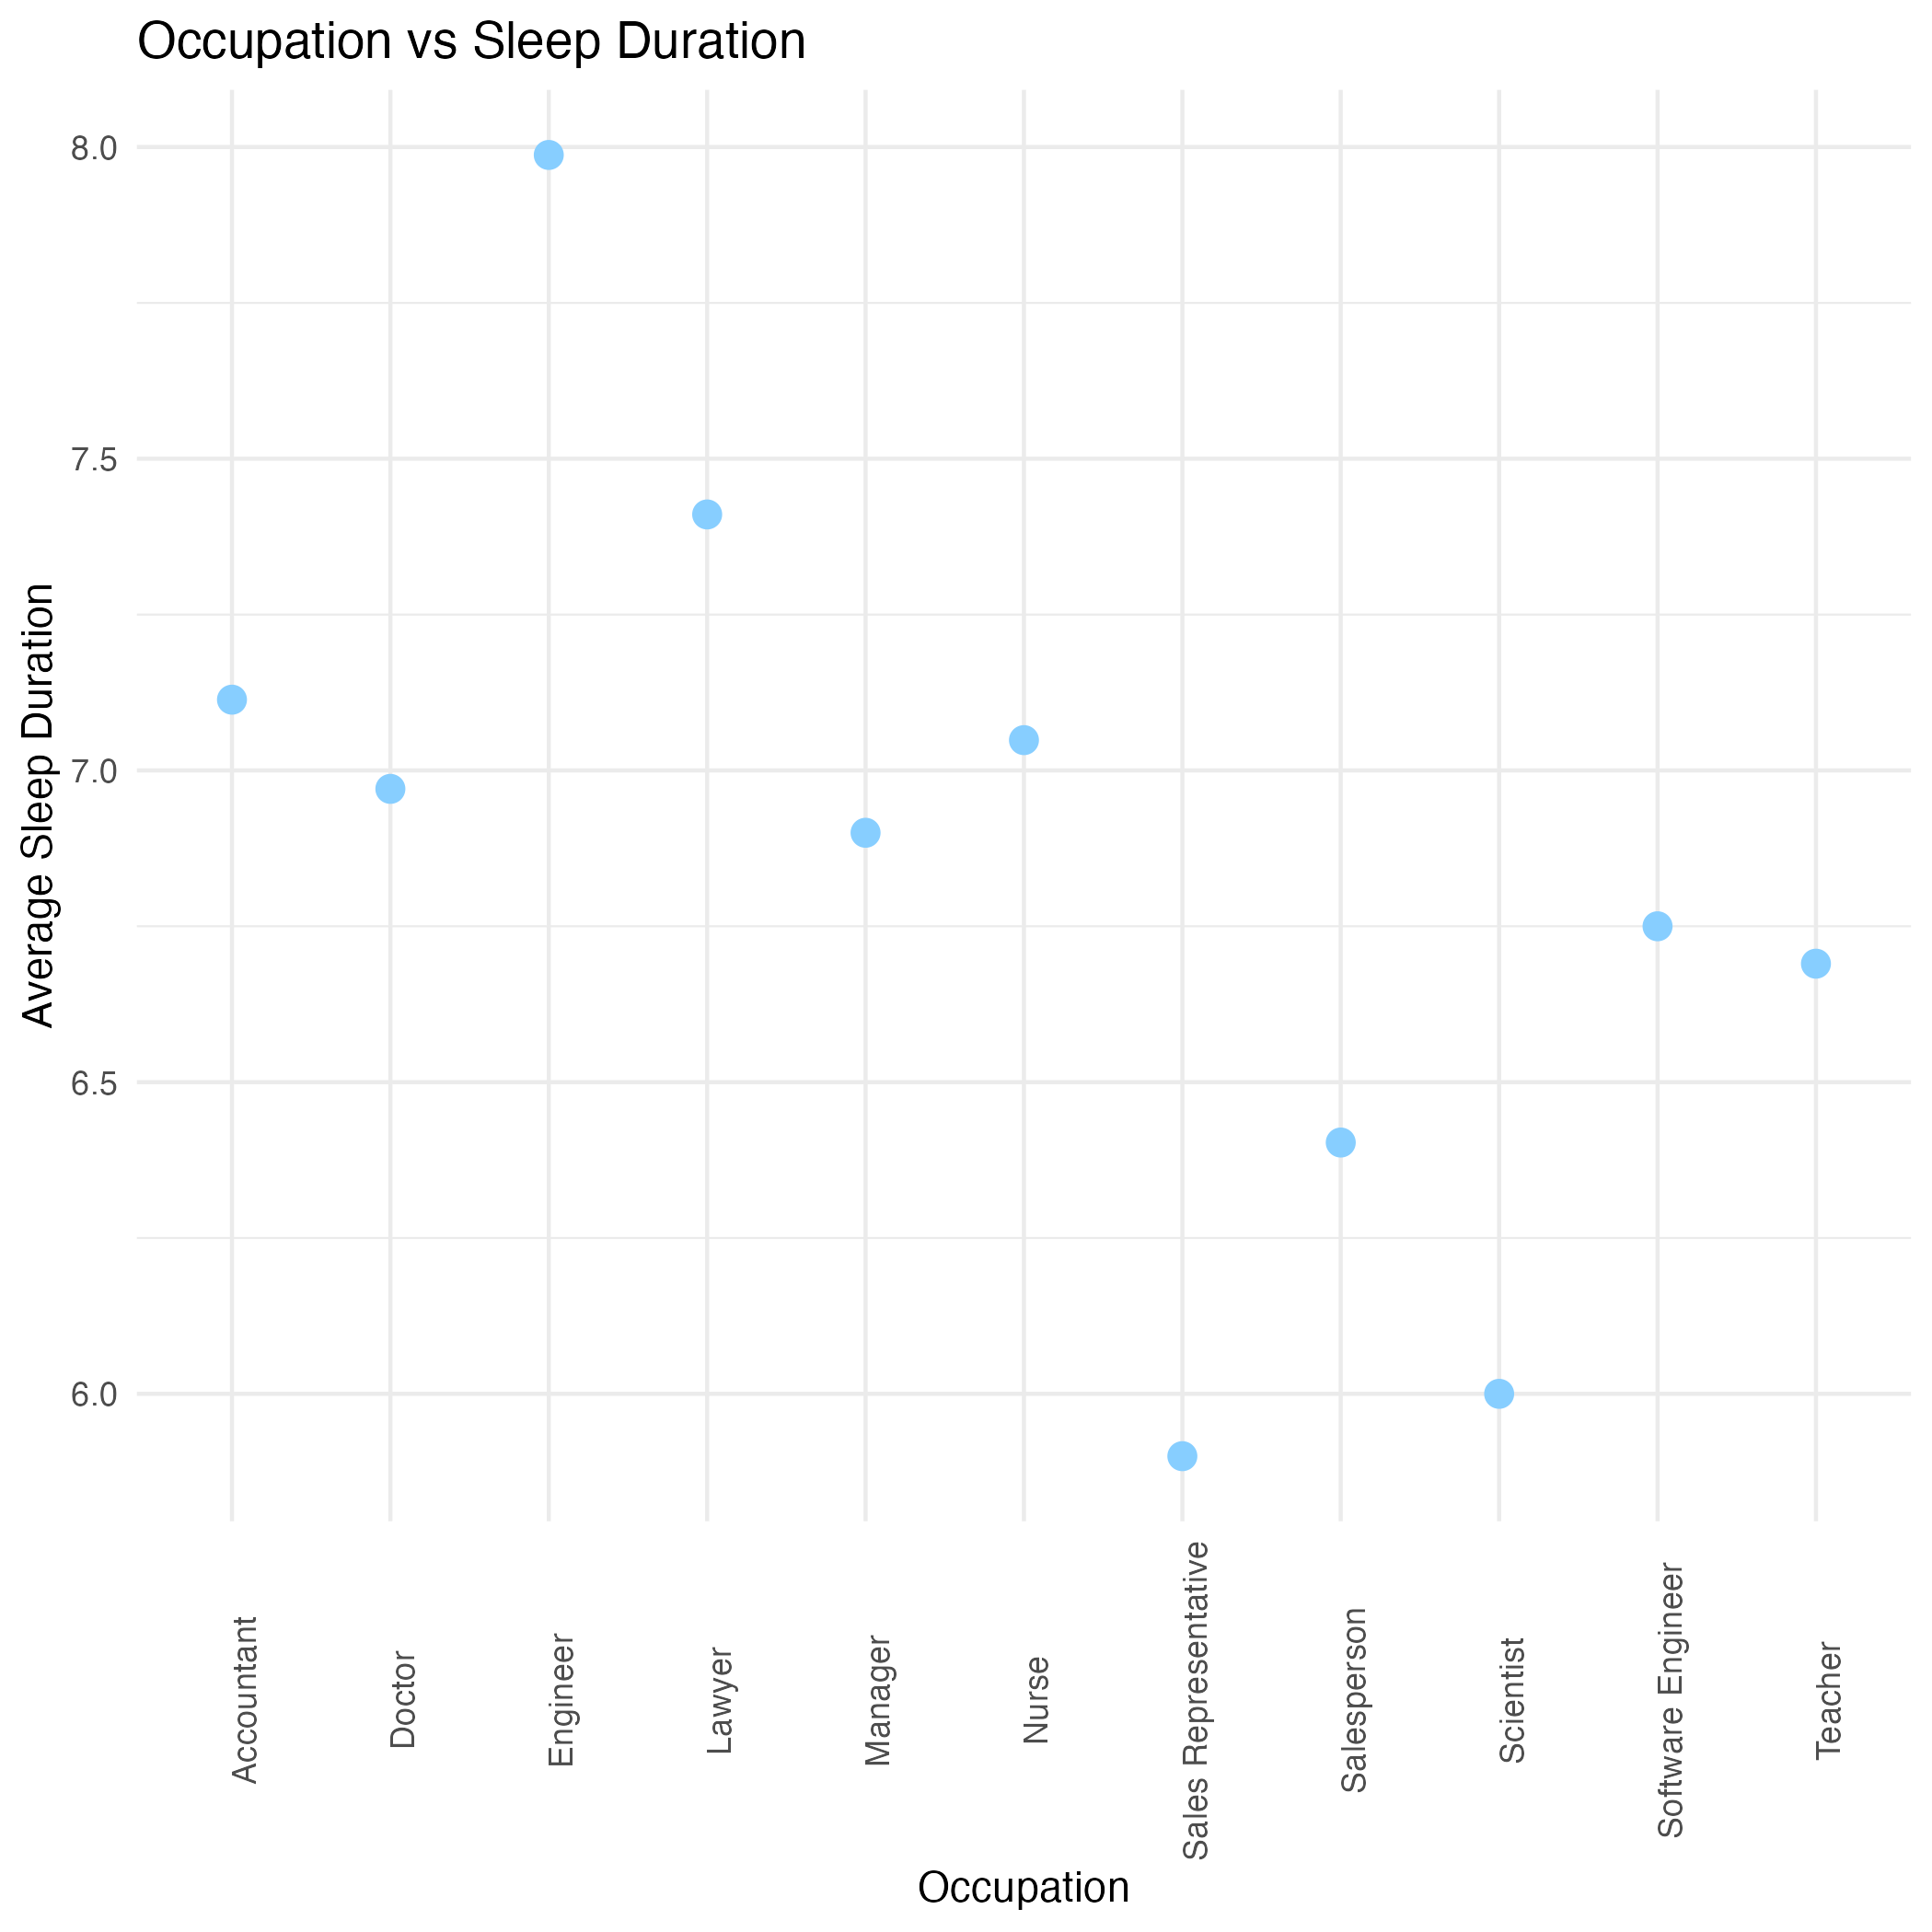 Occupation vs Sleep Duration
8.0
7.5
7.0
6.5
6.0
Average Sleep Duration
Accountant
Doctor
Engineer
Lawyer
Manager
Nurse
Sales Representative
Salesperson
Scientist
Software Engineer
Teacher
Occupation